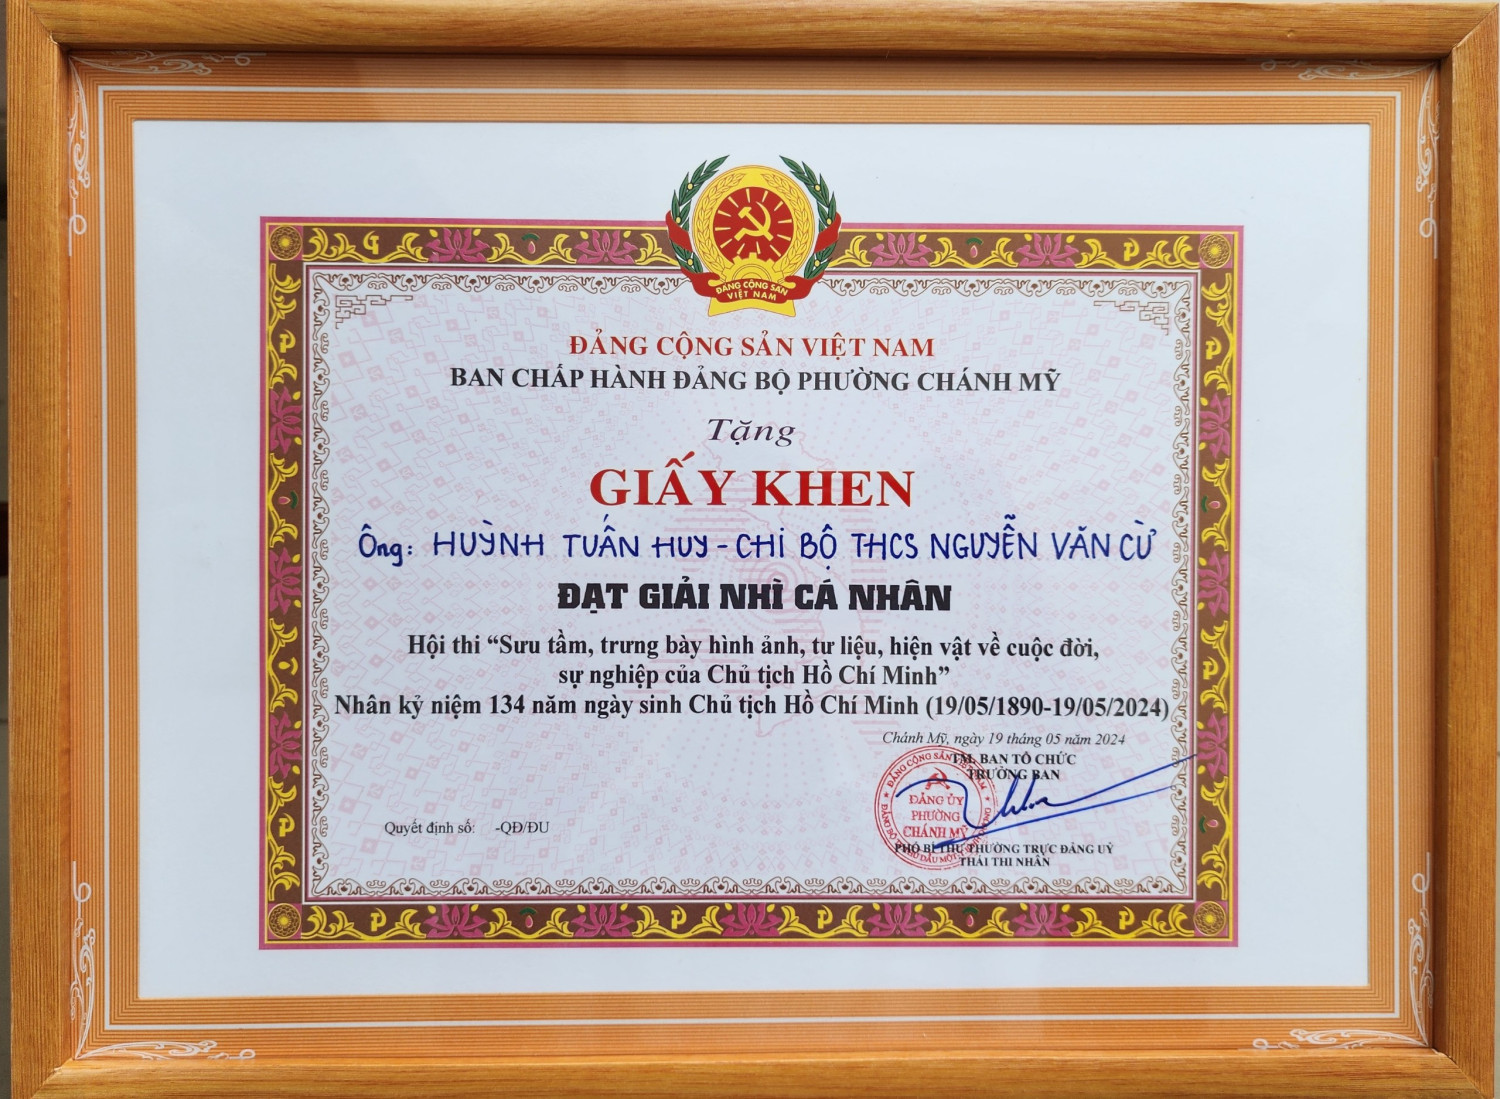 ĐẢNG CỘNG SẢN
VIỆT NAM
ĐẢNG CỘNG SẢN VIỆT NAM
BAN CHẤP HÀNH ĐẢNG BỘ PHƯỜNG CHÁNH MỸ
Tặng
GIẤY KHEN
Ông: HUỲNH TUẤN HUY - CHI BỘ THCS NGUYỄN VĂN CỪ
ĐẠT GIẢI NHÌ CÁ NHÂN
Hội thi “Sưu tầm, trưng bày hình ảnh, tư liệu, hiện vật về cuộc đời,
sự nghiệp của Chủ tịch Hồ Chí Minh”
Nhân kỷ niệm 134 năm ngày sinh Chủ tịch Hồ Chí Minh (19/05/1890-19/05/2024)
Chánh Mỹ, ngày 19 tháng 05 năm 2024
TM. BAN TỔ CHỨC
TRƯỞNG BAN
ĐẢNG ỦY
PHƯỜNG
CHÁNH MỸ
Quyết định số: -QĐ/ĐU
PHÓ BÍ THƯ THƯỜNG TRỰC ĐẢNG UỶ
THÁI THI NHÂN